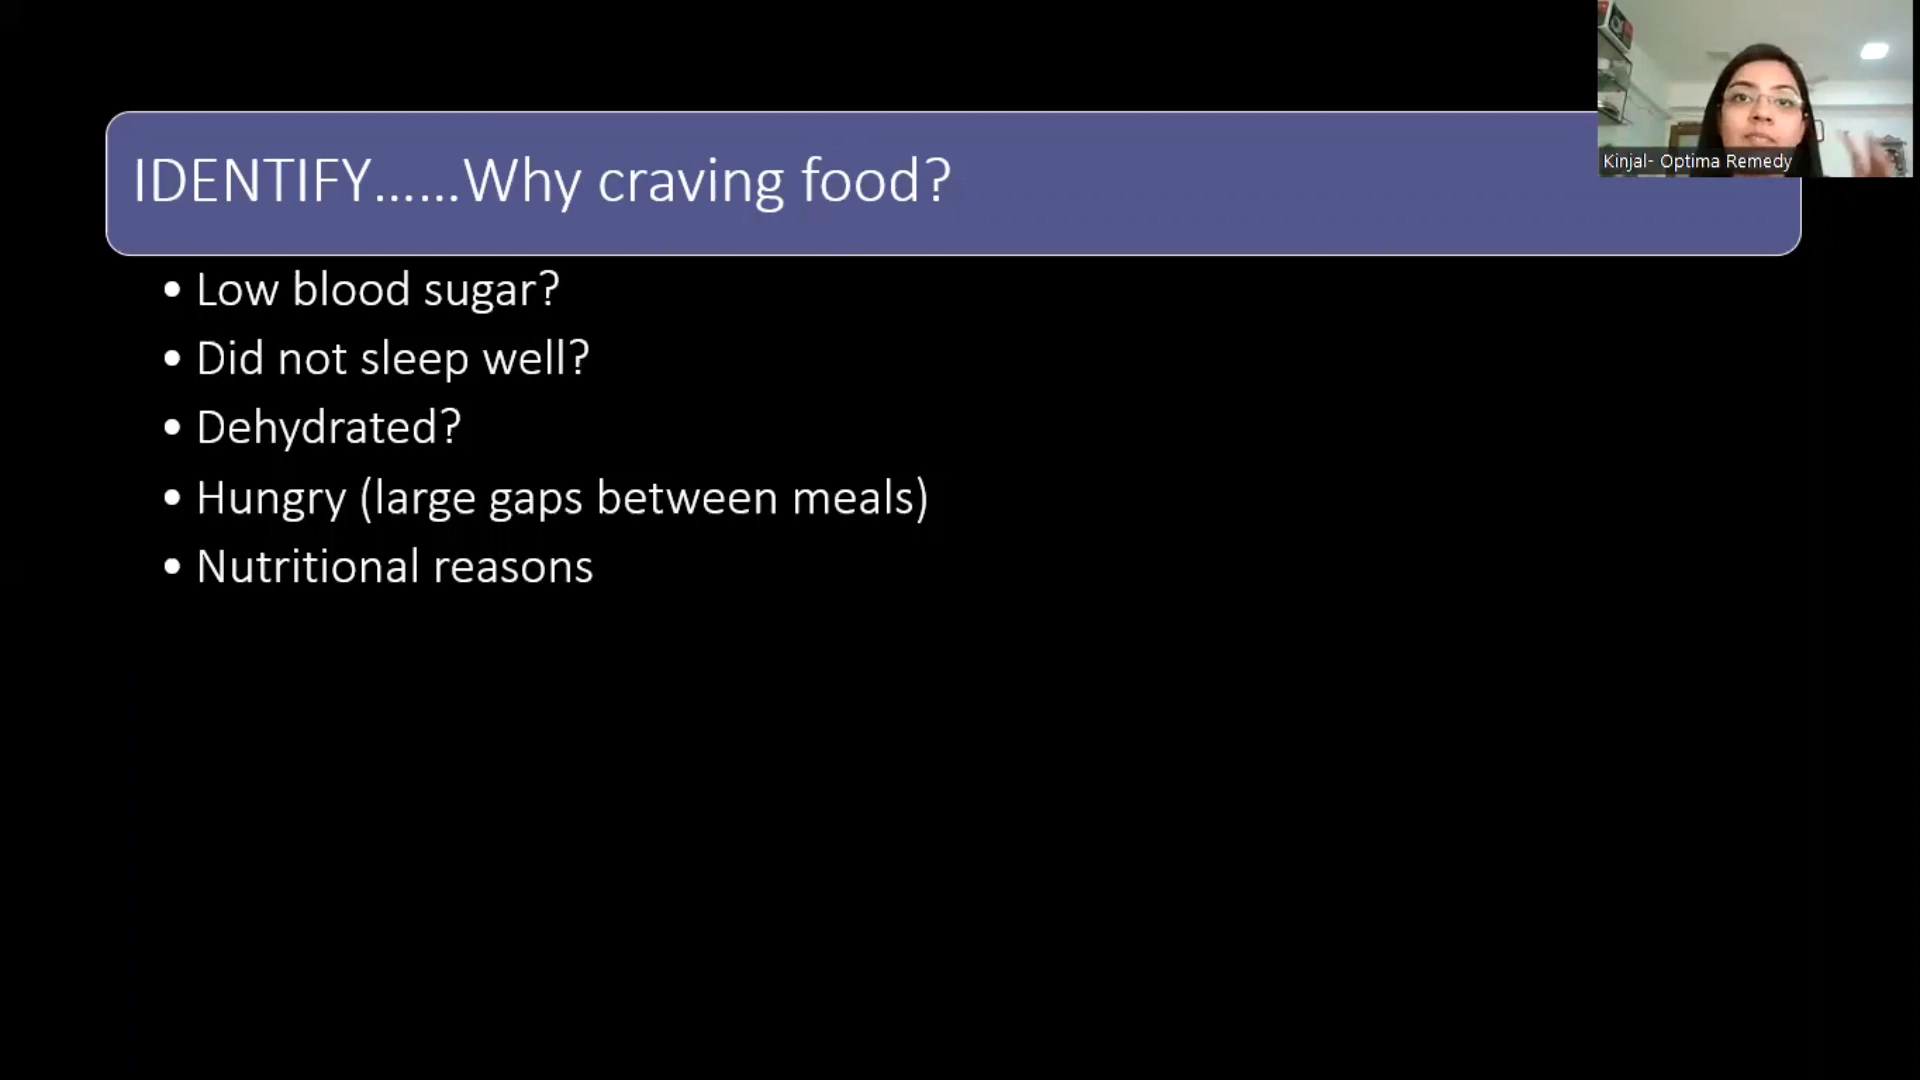 IDENTIFY......Why craving food?
Kinjal- Optima Remedy
• Low blood sugar?
• Did not sleep well?
• Dehydrated?
• Hungry (large gaps between meals)
• Nutritional reasons